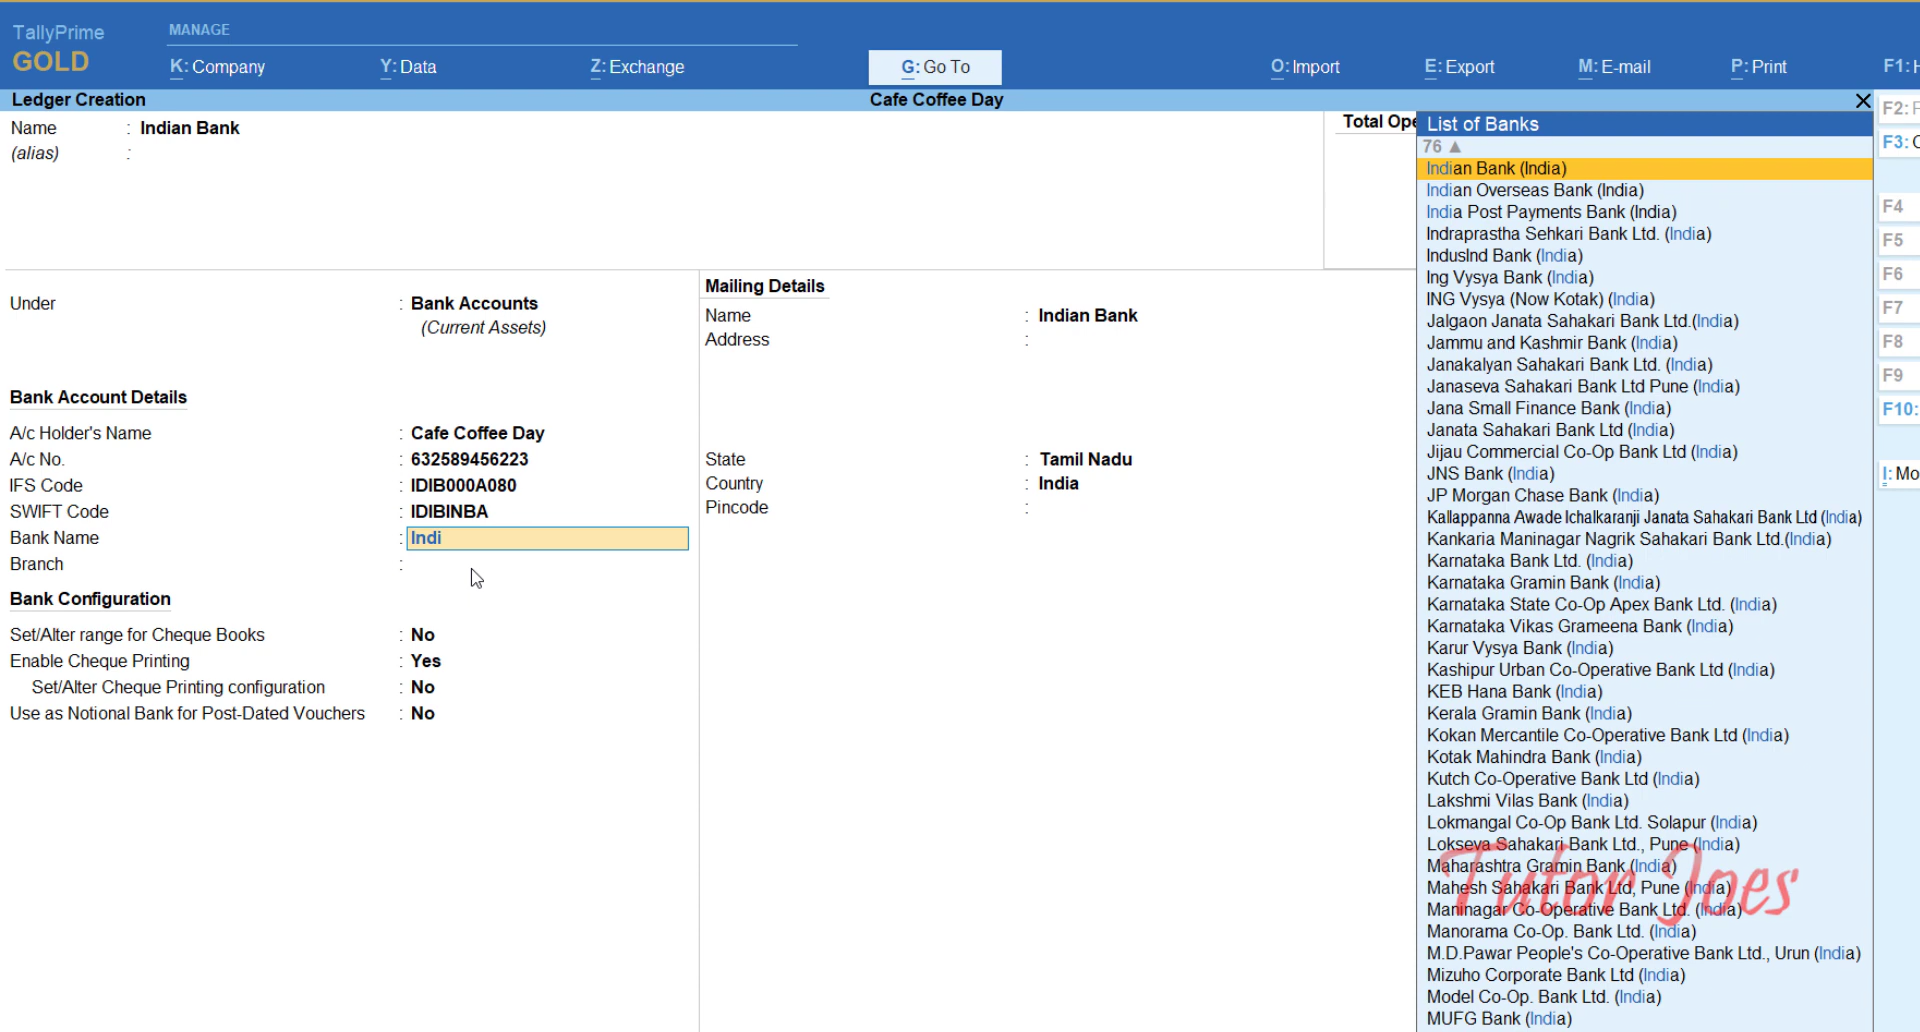 TallyPrime
GOLD
MANAGE
K: Company
Y: Data
Z: Exchange
G: Go To
O: Import
E: Export
M: E-mail
P: Print
F1:
Ledger Creation
Cafe Coffee Day
Name : Indian Bank
(alias) :
Total Ope
Under : Bank Accounts
(Current Assets)
Bank Account Details
A/c Holder's Name : Cafe Coffee Day
A/c No. : 632589456223
IFS Code : IDIB000A080
SWIFT Code : IDIBINBA
Bank Name : Indi
Branch :
Bank Configuration
Set/Alter range for Cheque Books : No
Enable Cheque Printing : Yes
Set/Alter Cheque Printing configuration : No
Use as Notional Bank for Post-Dated Vouchers : No
Mailing Details
Name : Indian Bank
Address :
State : Tamil Nadu
Country : India
Pincode :
List of Banks
76 ▲
Indian Bank (India)
Indian Overseas Bank (India)
India Post Payments Bank (India)
Indraprastha Sehkari Bank Ltd. (India)
IndusInd Bank (India)
Ing Vysya Bank (India)
ING Vysya (Now Kotak) (India)
Jalgaon Janata Sahakari Bank Ltd.(India)
Jammu and Kashmir Bank (India)
Janakalyan Sahakari Bank Ltd. (India)
Janaseva Sahakari Bank Ltd Pune (India)
Jana Small Finance Bank (India)
Janata Sahakari Bank Ltd (India)
Jijau Commercial Co-Op Bank Ltd (India)
JNS Bank (India)
JP Morgan Chase Bank (India)
Kallappanna Awade Ichalkaranji Janata Sahakari Bank Ltd (India)
Kankaria Maninagar Nagrik Sahakari Bank Ltd.(India)
Karnataka Bank Ltd. (India)
Karnataka Gramin Bank (India)
Karnataka State Co-Op Apex Bank Ltd. (India)
Karnataka Vikas Grameena Bank (India)
Karur Vysya Bank (India)
Kashipur Urban Co-Operative Bank Ltd (India)
KEB Hana Bank (India)
Kerala Gramin Bank (India)
Kokan Mercantile Co-Operative Bank Ltd (India)
Kotak Mahindra Bank (India)
Kutch Co-Operative Bank Ltd (India)
Lakshmi Vilas Bank (India)
Lokmangal Co-Op Bank Ltd. Solapur (India)
Lokseva Sahakari Bank Ltd., Pune (India)
Maharashtra Gramin Bank (India)
Mahesh Sahakari Bank Ltd, Pune (India)
Maninagar Co-Operative Bank Ltd. (India)
Manorama Co-Op. Bank Ltd. (India)
M.D.Pawar People's Co-Operative Bank Ltd., Urun (India)
Mizuho Corporate Bank Ltd (India)
Model Co-Op. Bank Ltd. (India)
MUFG Bank (India)
Tutor Joes
F2:
F3:
F4
F5
F6
F7
F8
F9
F10:
I: Mo